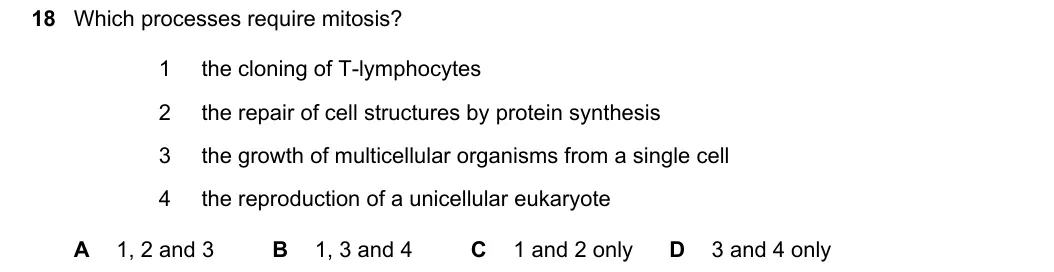 18 Which processes require mitosis?
1 the cloning of T-lymphocytes
2 the repair of cell structures by protein synthesis
3 the growth of multicellular organisms from a single cell
4 the reproduction of a unicellular eukaryote
A 1, 2 and 3 B 1, 3 and 4 C 1 and 2 only D 3 and 4 only